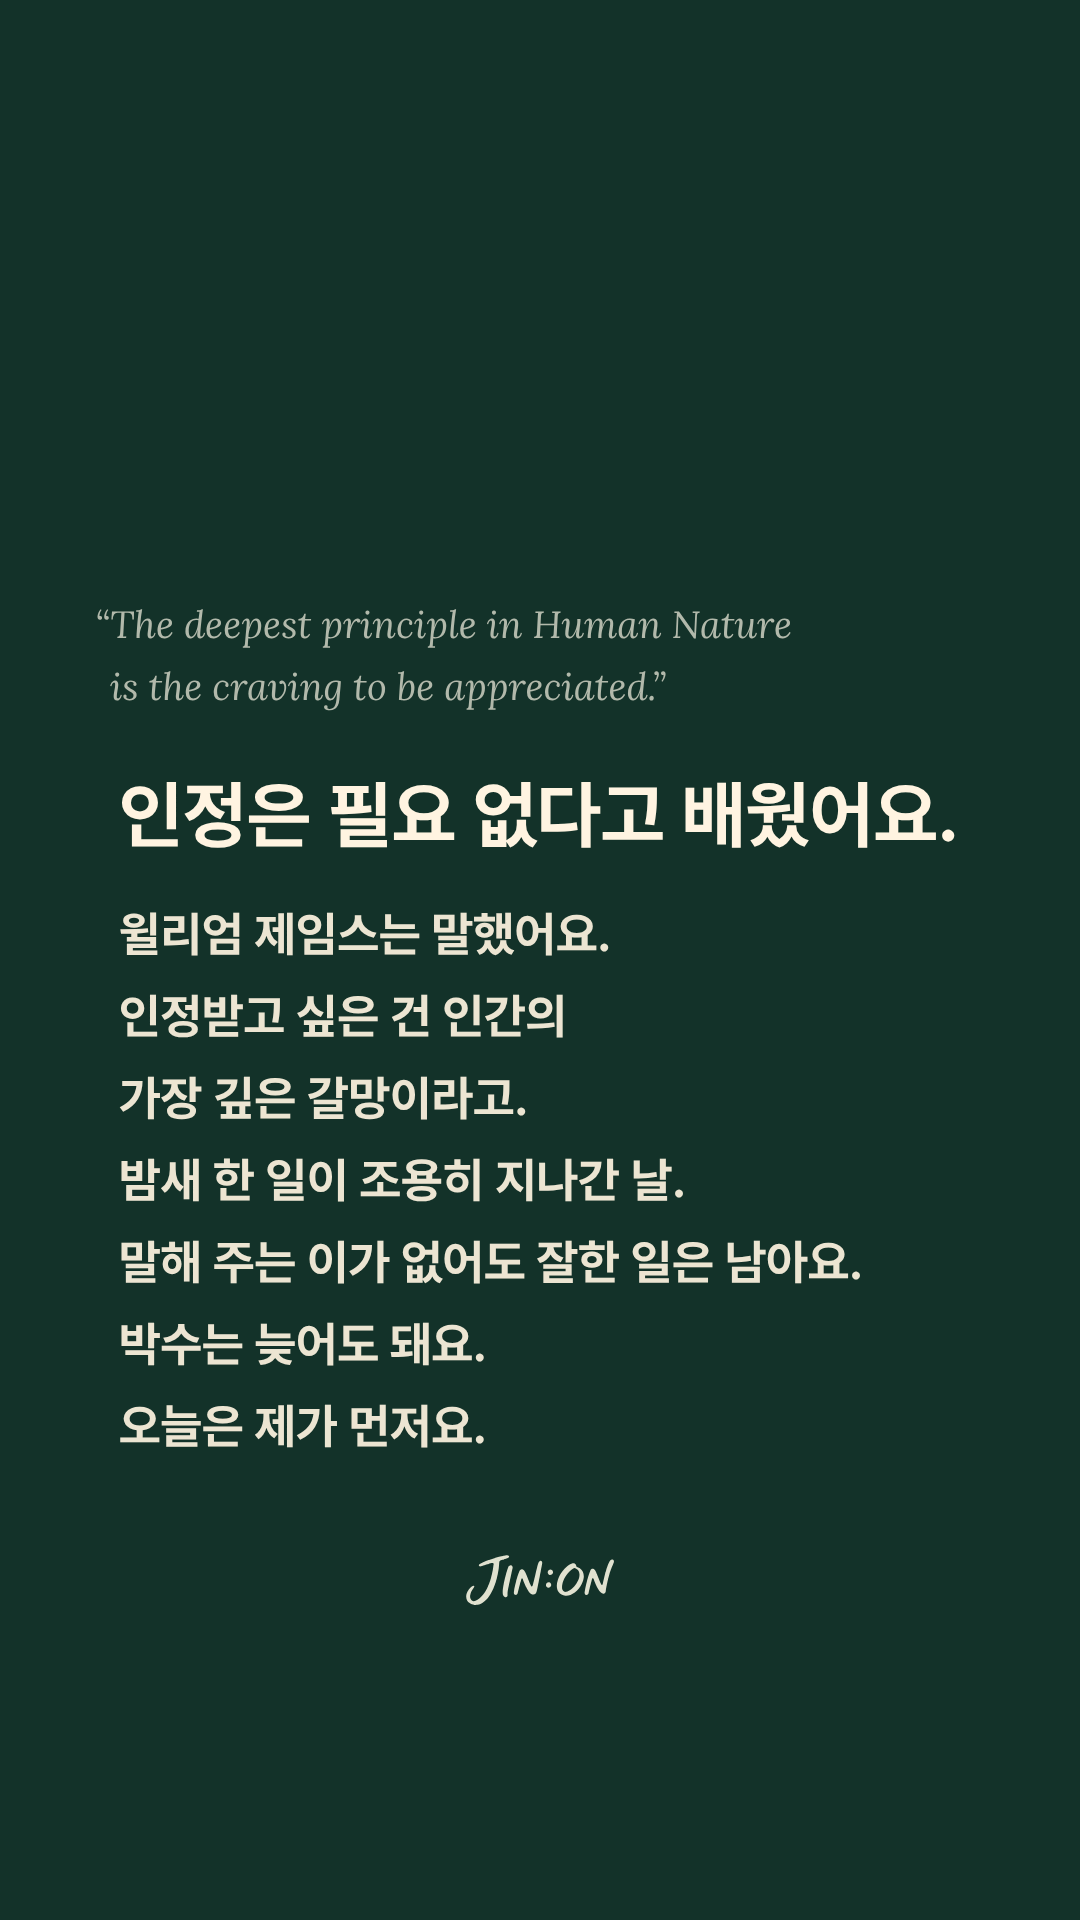 “The deepest principle in Human Nature
is the craving to be appreciated.”
인정은 필요 없다고 배웠어요.
윌리엄 제임스는 말했어요.
인정받고 싶은 건 인간의
가장 깊은 갈망이라고.
밤새 한 일이 조용히 지나간 날.
말해 주는 이가 없어도 잘한 일은 남아요.
박수는 늦어도 돼요.
오늘은 제가 먼저요.
JIN:ON